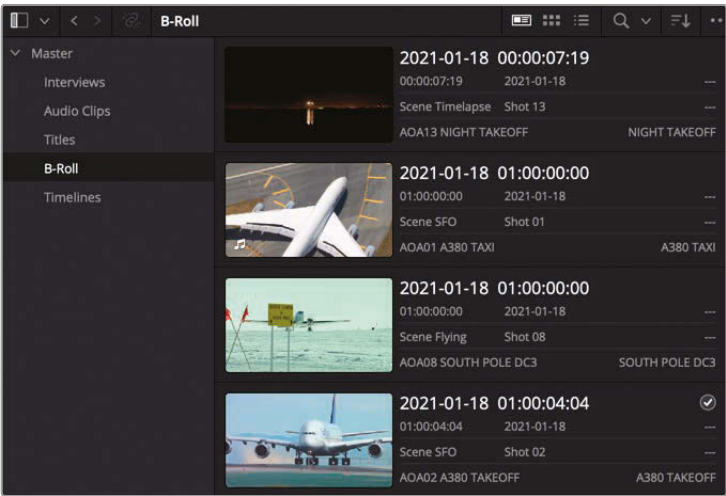 B-Roll
Master
Interviews
Audio Clips
Titles
B-Roll
Timelines
2021-01-18 00:00:07:19
00:00:07:19 2021-01-18 ---
Scene Timelapse Shot 13
AOA13 NIGHT TAKEOFF NIGHT TAKEOFF
2021-01-18 01:00:00:00
01:00:00:00 2021-01-18 ---
Scene SFO Shot 01 ---
AOA01 A380 TAXI A380 TAXI
2021-01-18 01:00:00:00
01:00:00:00 2021-01-18 ---
Scene Flying Shot 08 ---
AOA08 SOUTH POLE DC3 SOUTH POLE DC3
2021-01-18 01:00:04:04
01:00:04:04 2021-01-18 ---
Scene SFO Shot 02 ---
AOA02 A380 TAKEOFF A380 TAKEOFF